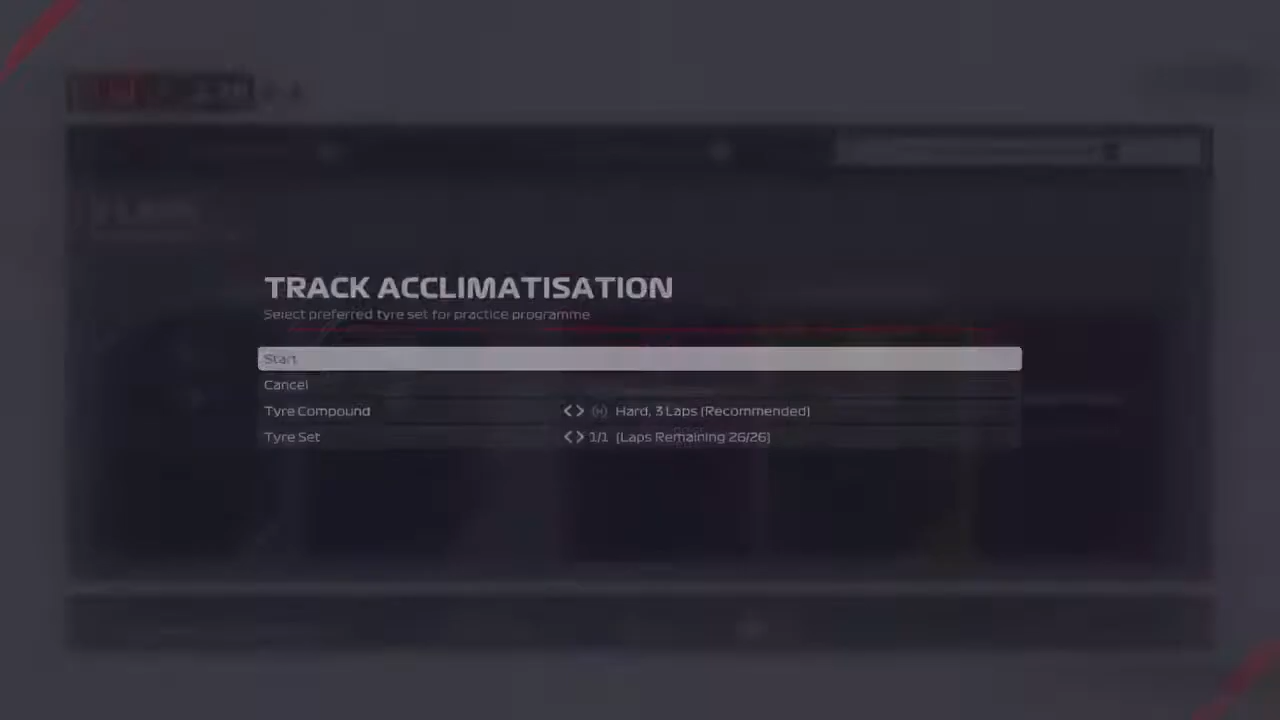 TRACK ACCLIMATISATION
Select preferred tyre set for practice programme
Start
Cancel
Tyre Compound <> (H) Hard, 3 Laps (Recommended)
Tyre Set <> 1/1 (Laps Remaining 26/26)